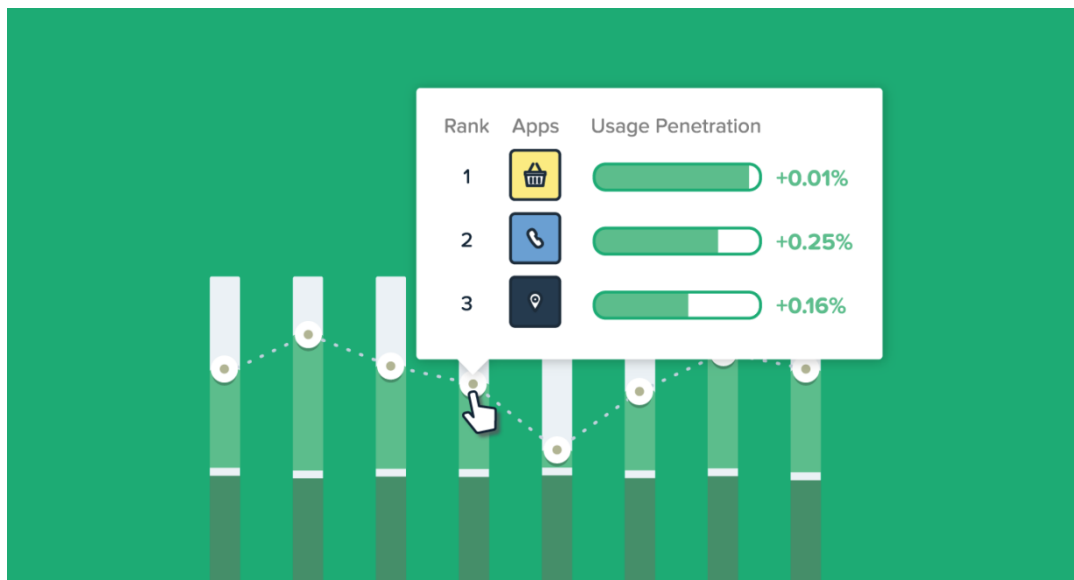 Rank Apps Usage Penetration
1 +0.01%
2 +0.25%
3 +0.16%